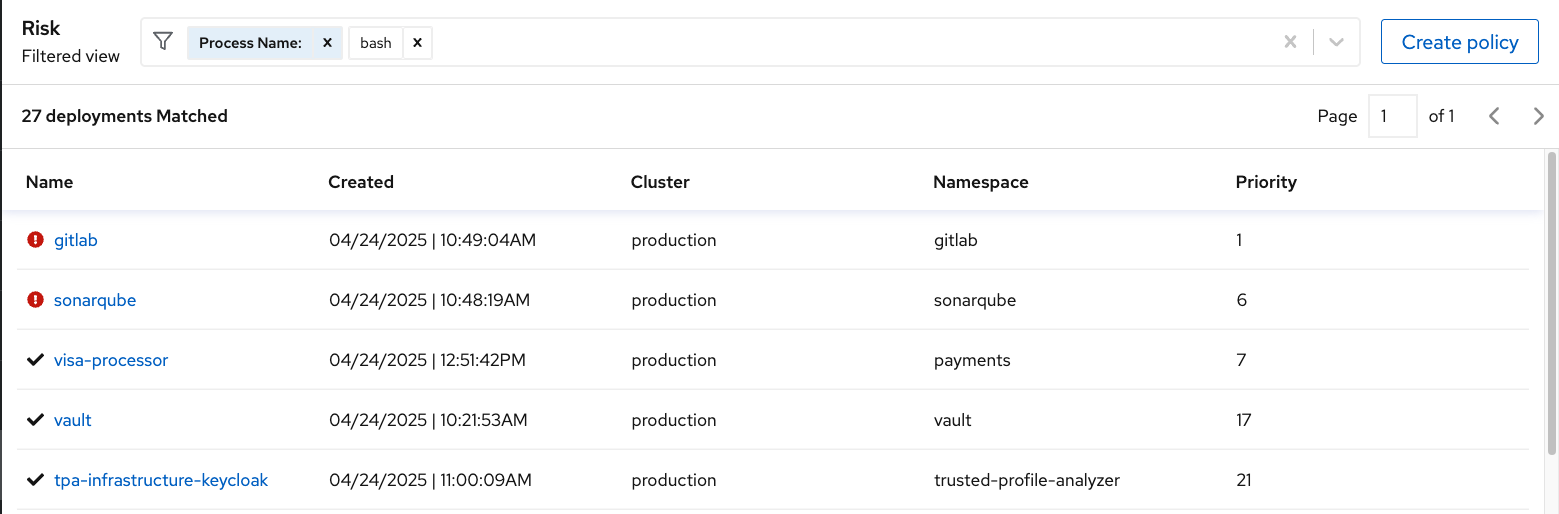 Risk
Filtered view
Process Name: bash
Create policy
27 deployments Matched
Page 1 of 1
Name Created Cluster Namespace Priority
gitlab 04/24/2025 | 10:49:04AM production gitlab 1
sonarqube 04/24/2025 | 10:48:19AM production sonarqube 6
visa-processor 04/24/2025 | 12:51:42PM production payments 7
vault 04/24/2025 | 10:21:53AM production vault 17
tpa-infrastructure-keycloak 04/24/2025 | 11:00:09AM production trusted-profile-analyzer 21